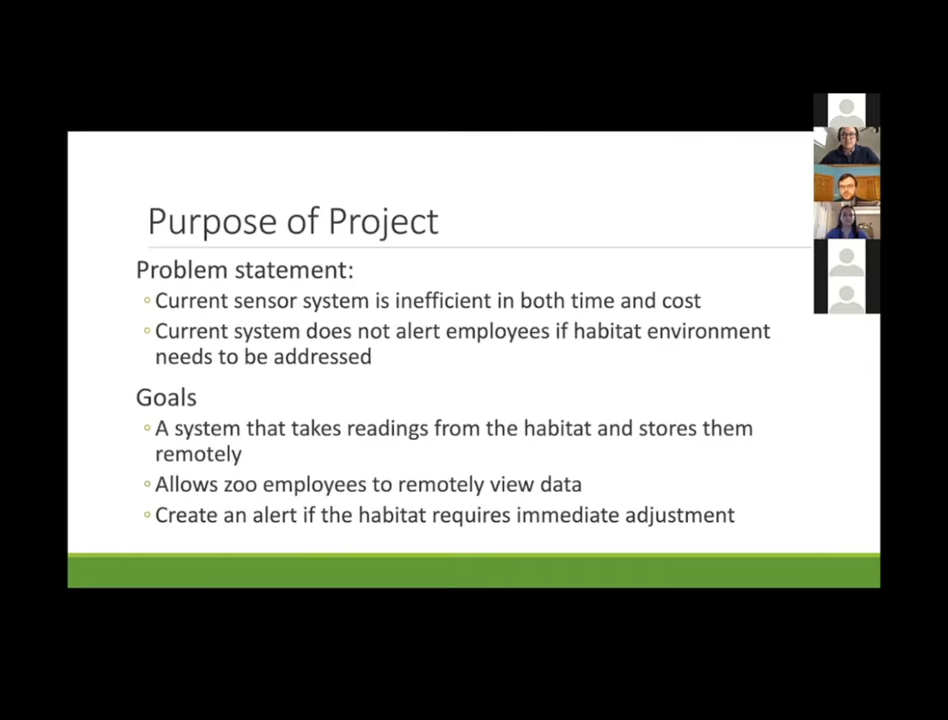 Purpose of Project
Problem statement:
◦ Current sensor system is inefficient in both time and cost
◦ Current system does not alert employees if habitat environment
needs to be addressed
Goals
◦ A system that takes readings from the habitat and stores them
remotely
◦ Allows zoo employees to remotely view data
◦ Create an alert if the habitat requires immediate adjustment